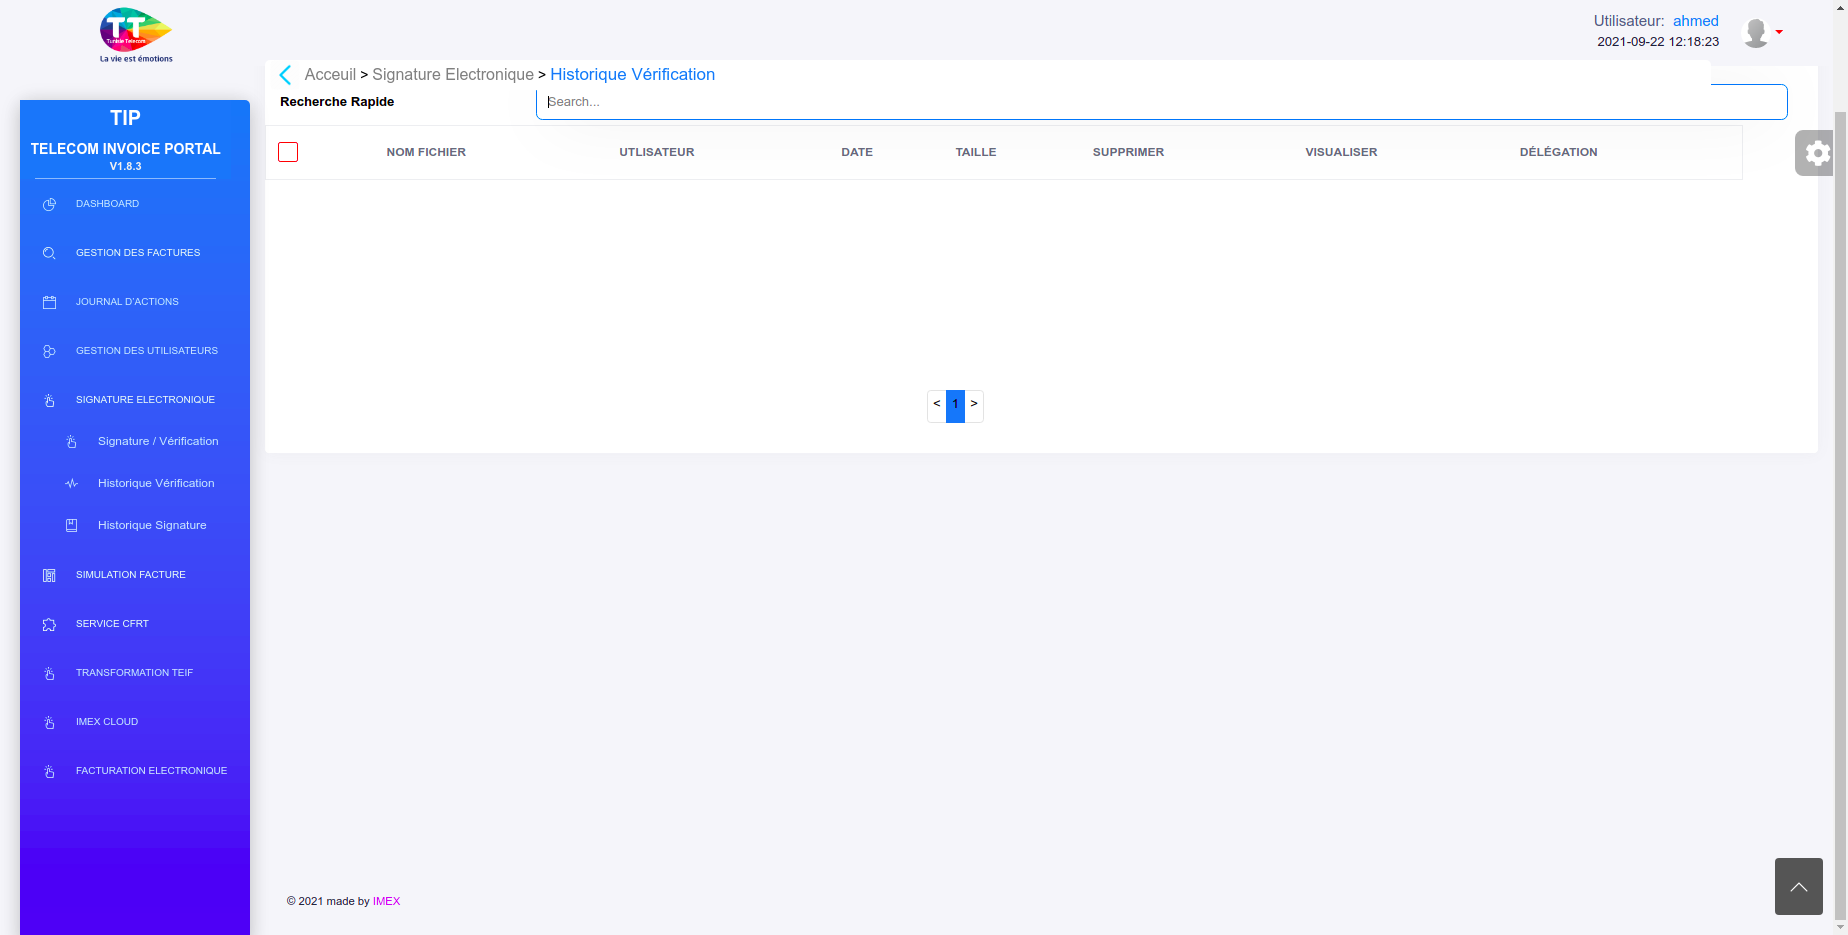 TT
Tunisie Telecom
La vie est émotions
Utilisateur: ahmed
2021-09-22 12:18:23
Acceuil > Signature Electronique > Historique Vérification
Recherche Rapide
Search...
NOM FICHIER UTLISATEUR DATE TAILLE SUPPRIMER VISUALISER DÉLÉGATION
< 1 >
TIP
TELECOM INVOICE PORTAL
V1.8.3
DASHBOARD
GESTION DES FACTURES
JOURNAL D'ACTIONS
GESTION DES UTILISATEURS
SIGNATURE ELECTRONIQUE
Signature / Vérification
Historique Vérification
Historique Signature
SIMULATION FACTURE
SERVICE CFRT
TRANSFORMATION TEIF
IMEX CLOUD
FACTURATION ELECTRONIQUE
© 2021 made by IMEX